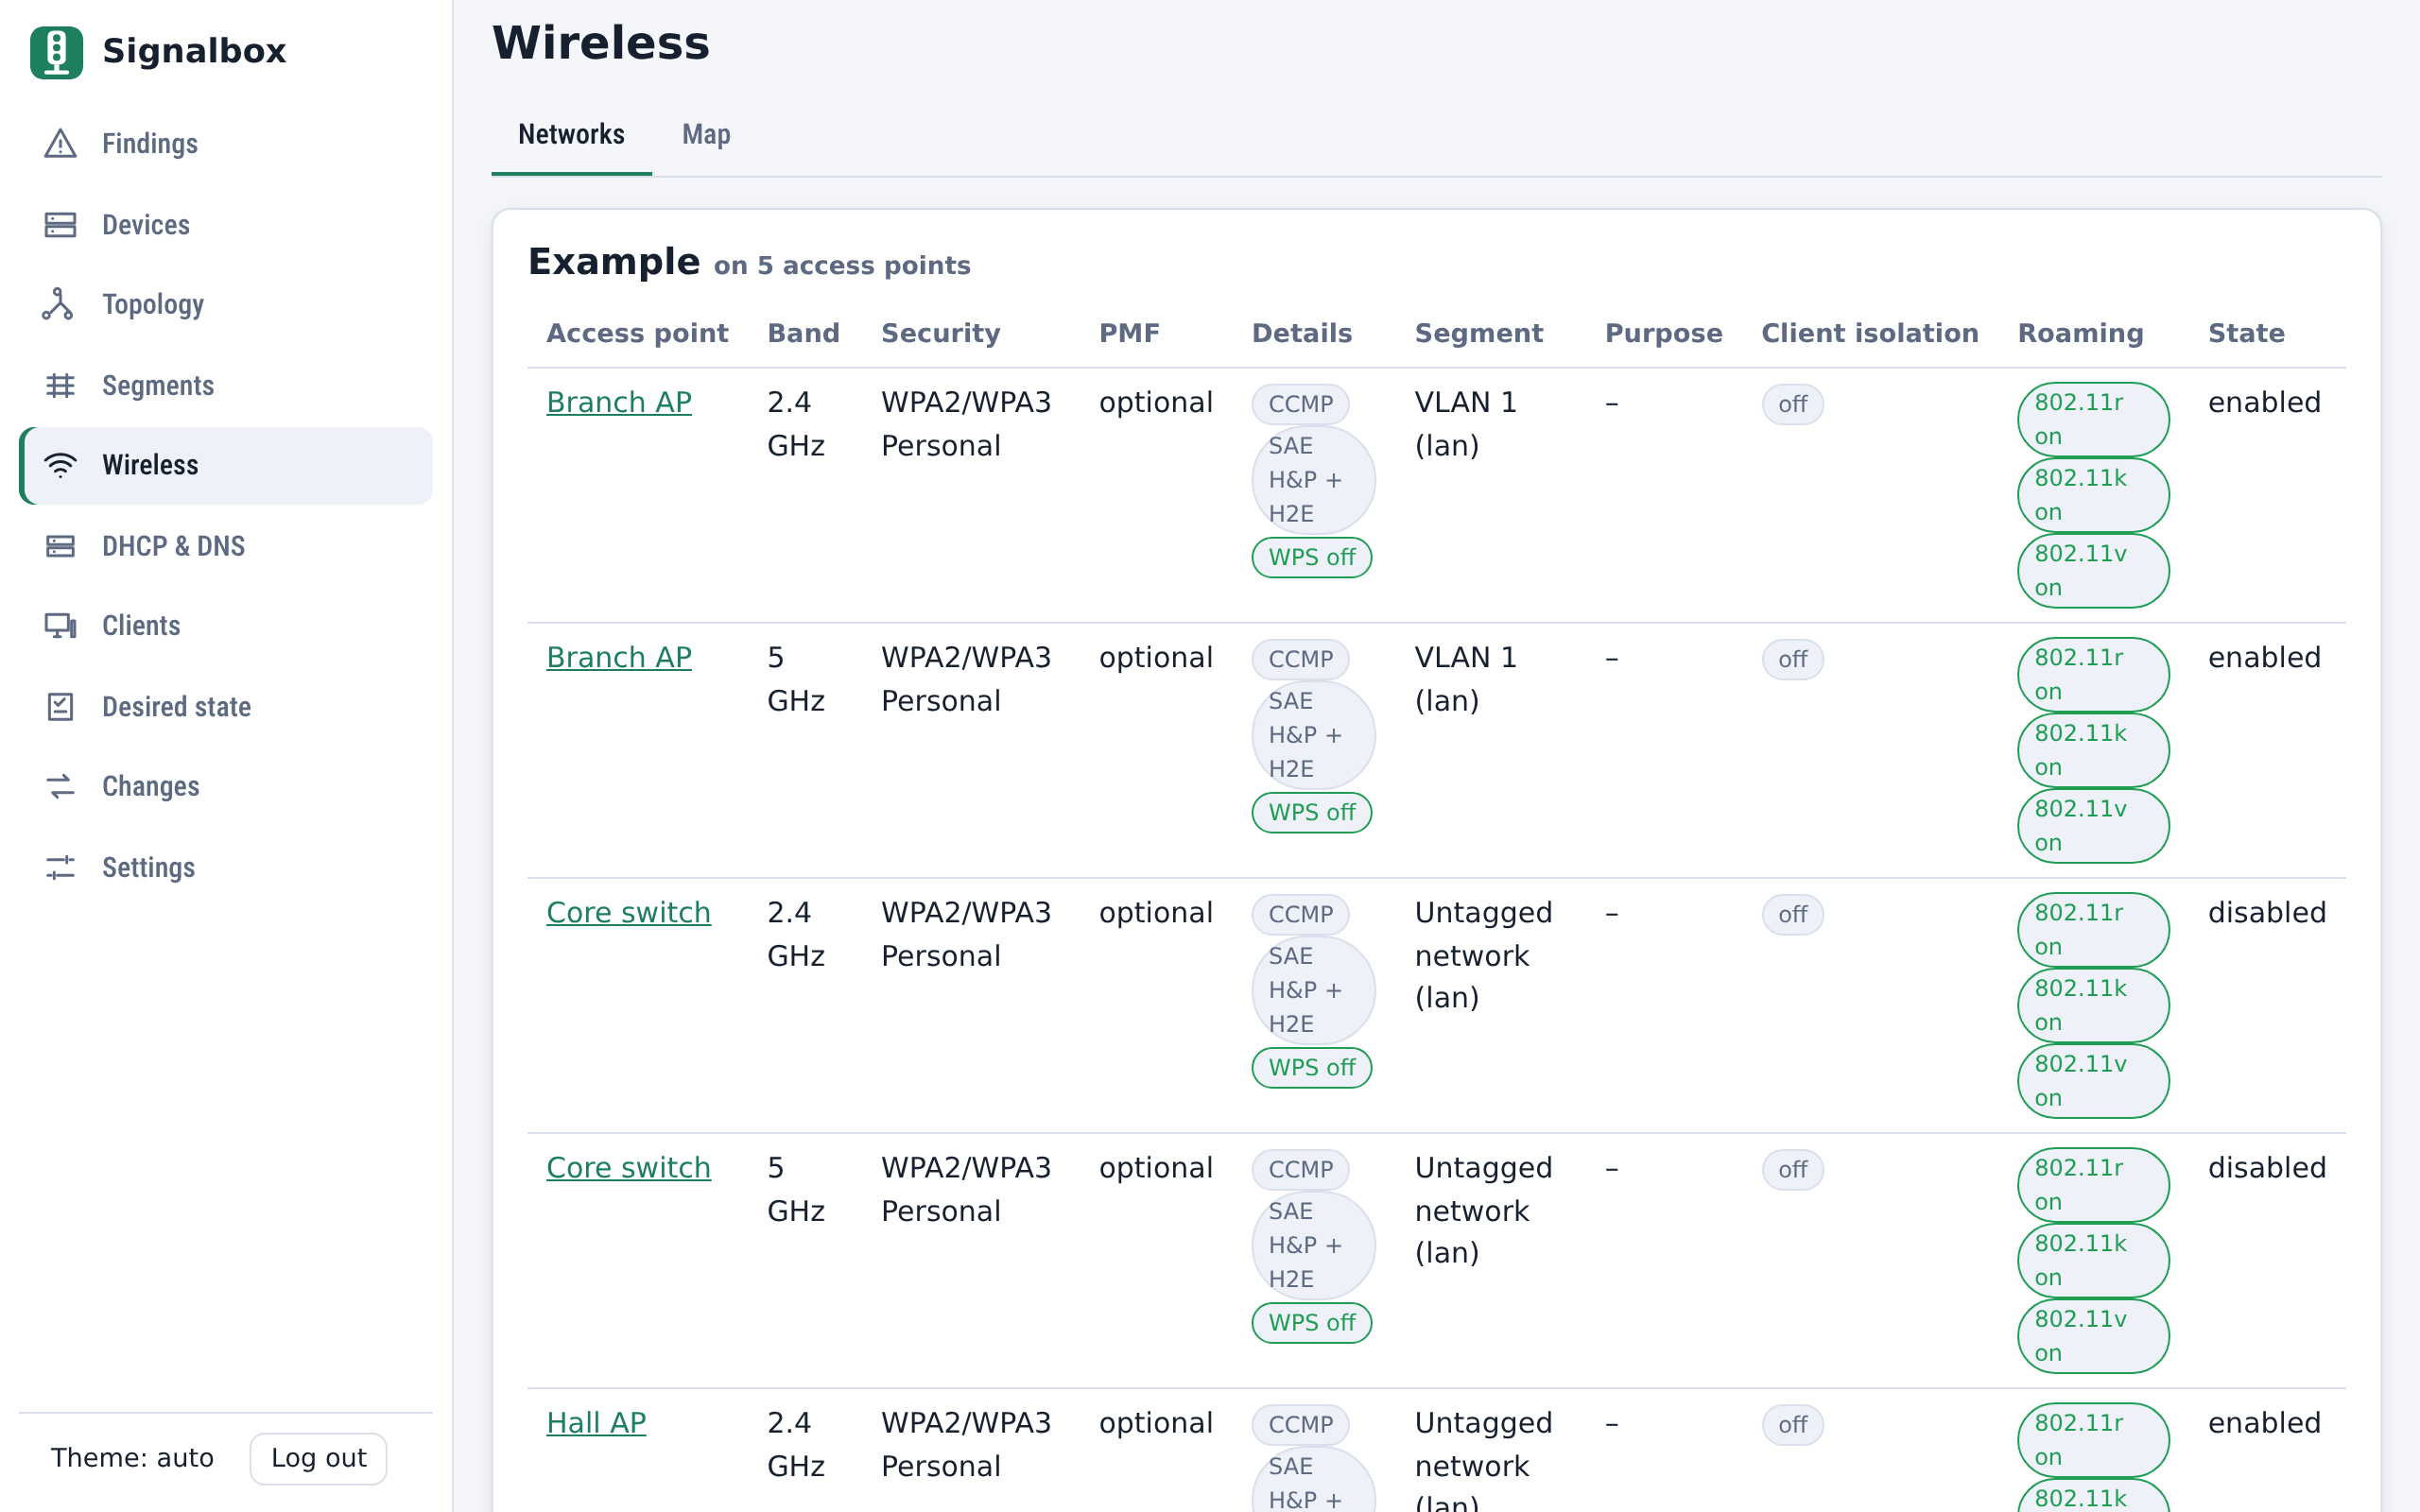 Signalbox
Findings
Devices
Topology
Segments
Wireless
DHCP & DNS
Clients
Desired state
Changes
Settings
Theme: auto Log out
Wireless
Networks Map
Example on 5 access points
Access point Band Security PMF Details Segment Purpose Client isolation Roaming State
Branch AP 2.4 WPA2/WPA3 optional CCMP VLAN 1 – off 802.11r enabled
GHz Personal SAE (lan) on
H&P + 802.11k
H2E on
WPS off 802.11v
on
Branch AP 5 WPA2/WPA3 optional CCMP VLAN 1 – off 802.11r enabled
GHz Personal SAE (lan) on
H&P + 802.11k
H2E on
WPS off 802.11v
on
Core switch 2.4 WPA2/WPA3 optional CCMP Untagged – off 802.11r disabled
GHz Personal SAE network on
H&P + (lan) 802.11k
H2E on
WPS off 802.11v
on
Core switch 5 WPA2/WPA3 optional CCMP Untagged – off 802.11r disabled
GHz Personal SAE network on
H&P + (lan) 802.11k
H2E on
WPS off 802.11v
on
Hall AP 2.4 WPA2/WPA3 optional CCMP Untagged – off 802.11r enabled
GHz Personal SAE network on
H&P + (lan) 802.11k